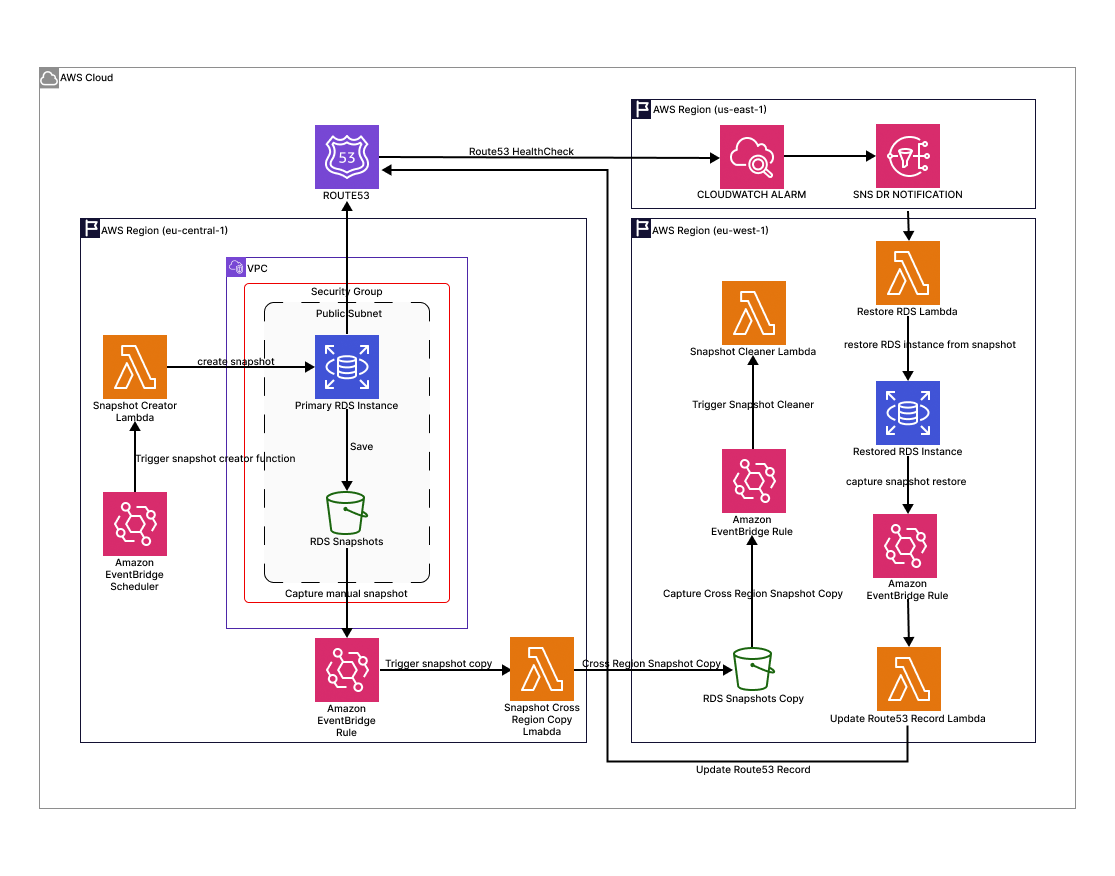 AWS Cloud
AWS Region (us-east-1)
53
Route53 HealthCheck
ROUTE53
CLOUDWATCH ALARM
SNS DR NOTIFICATION
AWS Region (eu-central-1)
VPC
Security Group
Public Subnet
create snapshot
Snapshot Creator
Lambda
Primary RDS Instance
Trigger snapshot creator function
Save
Amazon
EventBridge
Scheduler
RDS Snapshots
Capture manual snapshot
Amazon
EventBridge
Rule
Trigger snapshot copy
Snapshot Cross
Region Copy
Lmabda
Cross Region Snapshot Copy
AWS Region (eu-west-1)
Restore RDS Lambda
restore RDS instance from snapshot
Snapshot Cleaner Lambda
Trigger Snapshot Cleaner
Restored RDS Instance
capture snapshot restore
Amazon
EventBridge Rule
Amazon
EventBridge Rule
Capture Cross Region Snapshot Copy
RDS Snapshots Copy
Update Route53 Record Lambda
Update Route53 Record